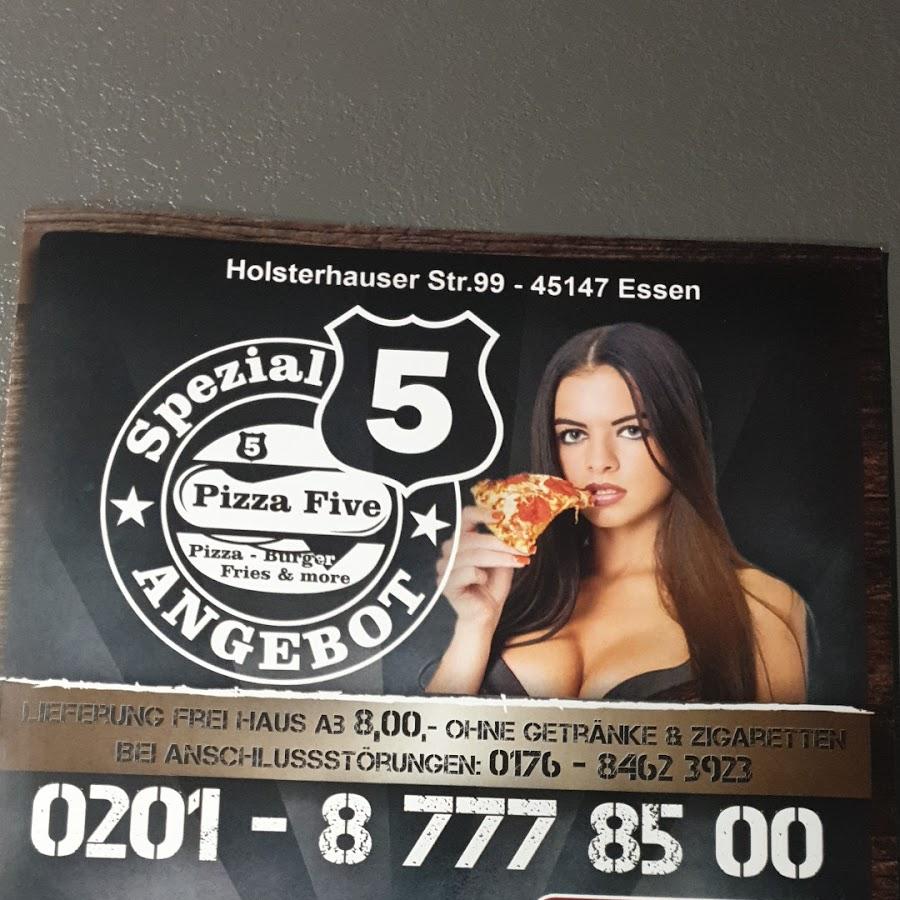 Holsterhauser Str.99 - 45147 Essen
Spezial
5
5
Pizza Five
Pizza - Burger
Fries & more
ANGEBOT
LIEFERUNG FREI HAUS AB 8,00,- OHNE GETRÄNKE & ZIGARETTEN
BEI ANSCHLUSSSTÖRUNGEN: 0176 - 8462 3923
0201 - 8 777 85 00